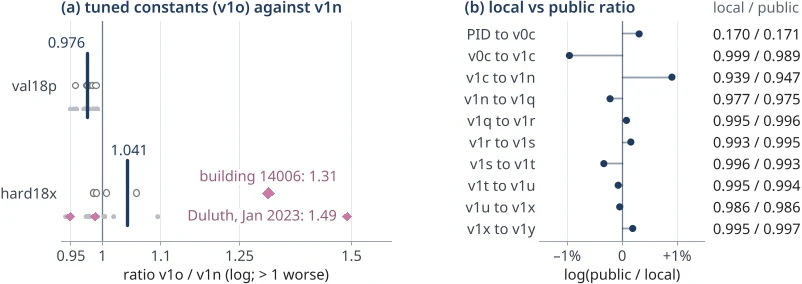 (a) tuned constants (v1o) against v1n
0.976
val18p
1.041
building 14006: 1.31
hard18x
Duluth, Jan 2023: 1.49
0.95 1 1.1 1.25 1.5
ratio v1o / v1n (log; > 1 worse)
(b) local vs public ratio local / public
PID to v0c 0.170 / 0.171
v0c to v1c 0.999 / 0.989
v1c to v1n 0.939 / 0.947
v1n to v1q 0.977 / 0.975
v1q to v1r 0.995 / 0.996
v1r to v1s 0.993 / 0.995
v1s to v1t 0.996 / 0.993
v1t to v1u 0.995 / 0.994
v1u to v1x 0.986 / 0.986
v1x to v1y 0.995 / 0.997
−1% 0 +1%
log(public / local)